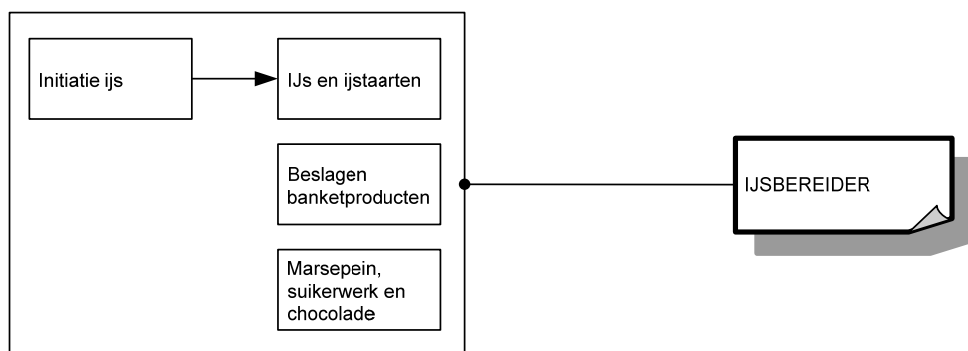 Initiatie ijs
IJs en ijstaarten
Beslagen
banketproducten
IJSBEREIDER
Marsepein,
suikerwerk en
chocolade